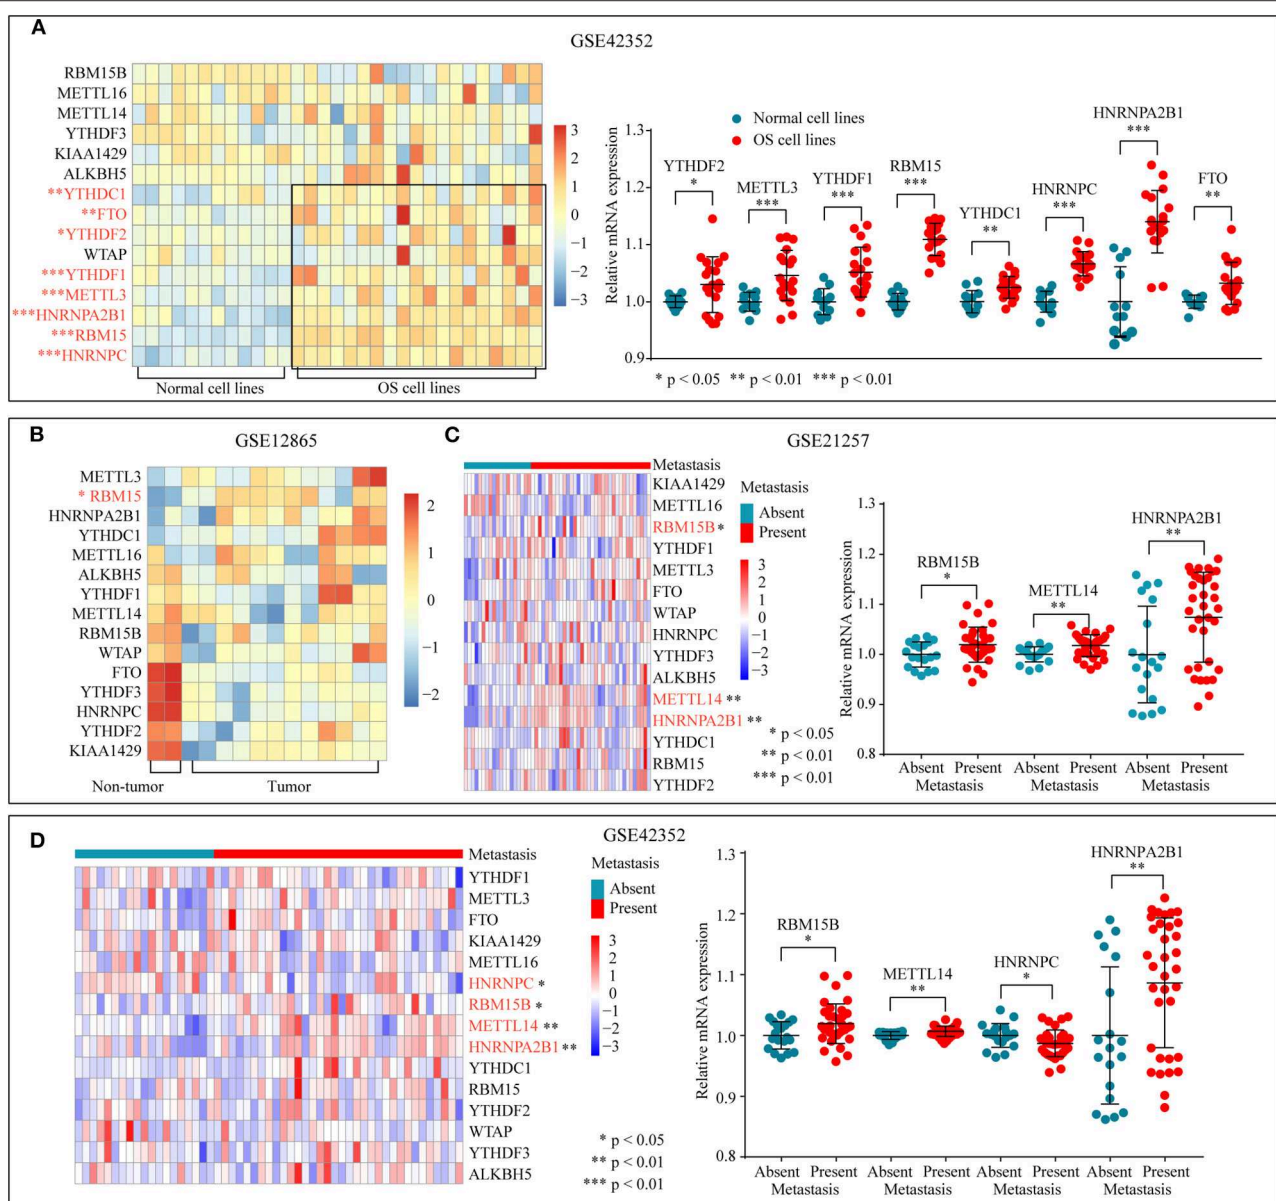 A
GSE42352
RBM15B
METTL16
METTL14
YTHDF3
KIAA1429
ALKBH5
**YTHDC1
**FTO
*YTHDF2
WTAP
***YTHDF1
***METTL3
***HNRNPA2B1
***RBM15
***HNRNPC
Normal cell lines
OS cell lines
3
2
1
0
−1
−2
−3
Relative mRNA expression
1.3
1.2
1.1
1.0
0.9
Normal cell lines
OS cell lines
YTHDF2
*
METTL3
***
YTHDF1
***
RBM15
***
YTHDC1
**
HNRNPC
***
HNRNPA2B1
***
FTO
**
* p < 0.05 ** p < 0.01 *** p < 0.01
B
GSE12865
METTL3
* RBM15
HNRNPA2B1
YTHDC1
METTL16
ALKBH5
YTHDF1
METTL14
RBM15B
WTAP
FTO
YTHDF3
HNRNPC
YTHDF2
KIAA1429
Non-tumor
Tumor
2
1
0
−1
−2
C
GSE21257
Metastasis
KIAA1429
METTL16
RBM15B *
YTHDF1
METTL3
FTO
WTAP
HNRNPC
YTHDF3
ALKBH5
METTL14 **
HNRNPA2B1 **
YTHDC1
RBM15
YTHDF2
Metastasis
Absent
Present
3
2
1
0
−1
−2
−3
* p < 0.05
** p < 0.01
*** p < 0.01
Relative mRNA expression
1.3
1.2
1.1
1.0
0.9
0.8
RBM15B
*
METTL14
**
HNRNPA2B1
**
Absent Present Absent Present Absent Present
Metastasis Metastasis Metastasis
D
GSE42352
Metastasis
YTHDF1
METTL3
FTO
KIAA1429
METTL16
HNRNPC *
RBM15B *
METTL14 **
HNRNPA2B1 **
YTHDC1
RBM15
YTHDF2
WTAP
YTHDF3
ALKBH5
Metastasis
Absent
Present
3
2
1
0
−1
−2
−3
* p < 0.05
** p < 0.01
*** p < 0.01
Relative mRNA expression
1.3
1.2
1.1
1.0
0.9
0.8
RBM15B
*
METTL14
**
HNRNPC
*
HNRNPA2B1
**
Absent Present Absent Present Absent Present Absent Present
Metastasis Metastasis Metastasis Metastasis